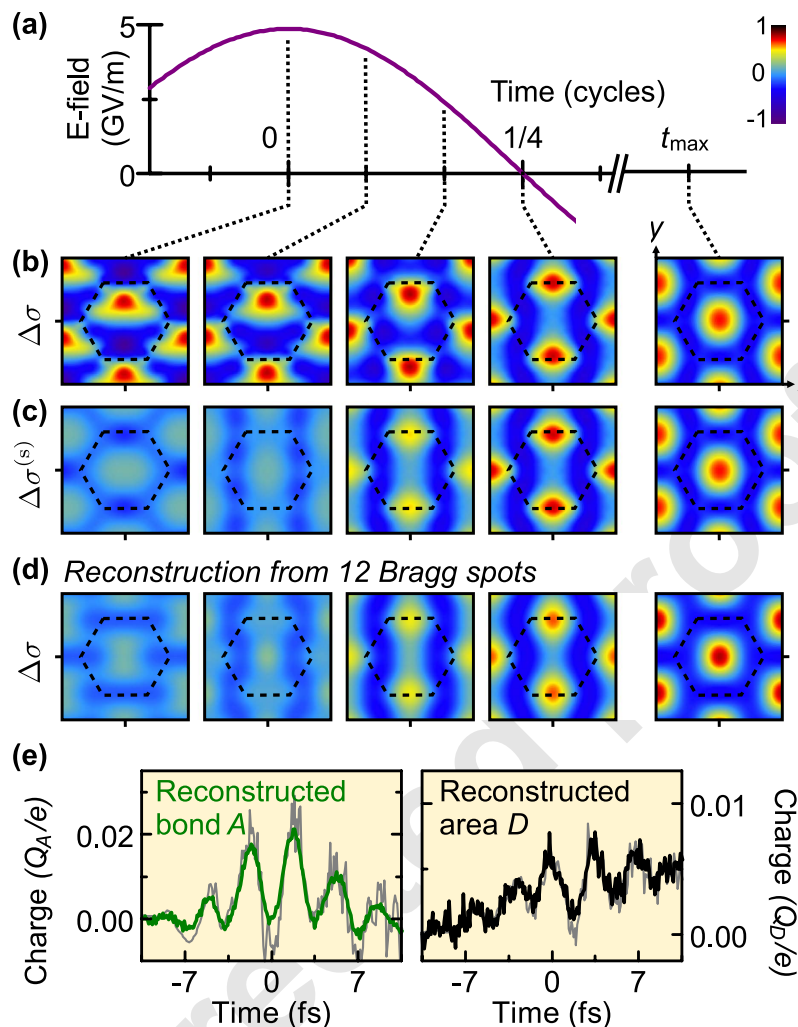 (a)
5
E-field
(GV/m)
0
0
Time (cycles)
1/4
t_max
1
0
-1
(b)
Δσ
y
(c)
Δσ^(s)
(d) Reconstruction from 12 Bragg spots
Δσ
(e)
Charge (Q_A/e)
0.02
0.00
Reconstructed
bond A
-7 0 7
Time (fs)
Reconstructed
area D
0.01
0.00
Charge (Q_D/e)
-7 0 7
Time (fs)